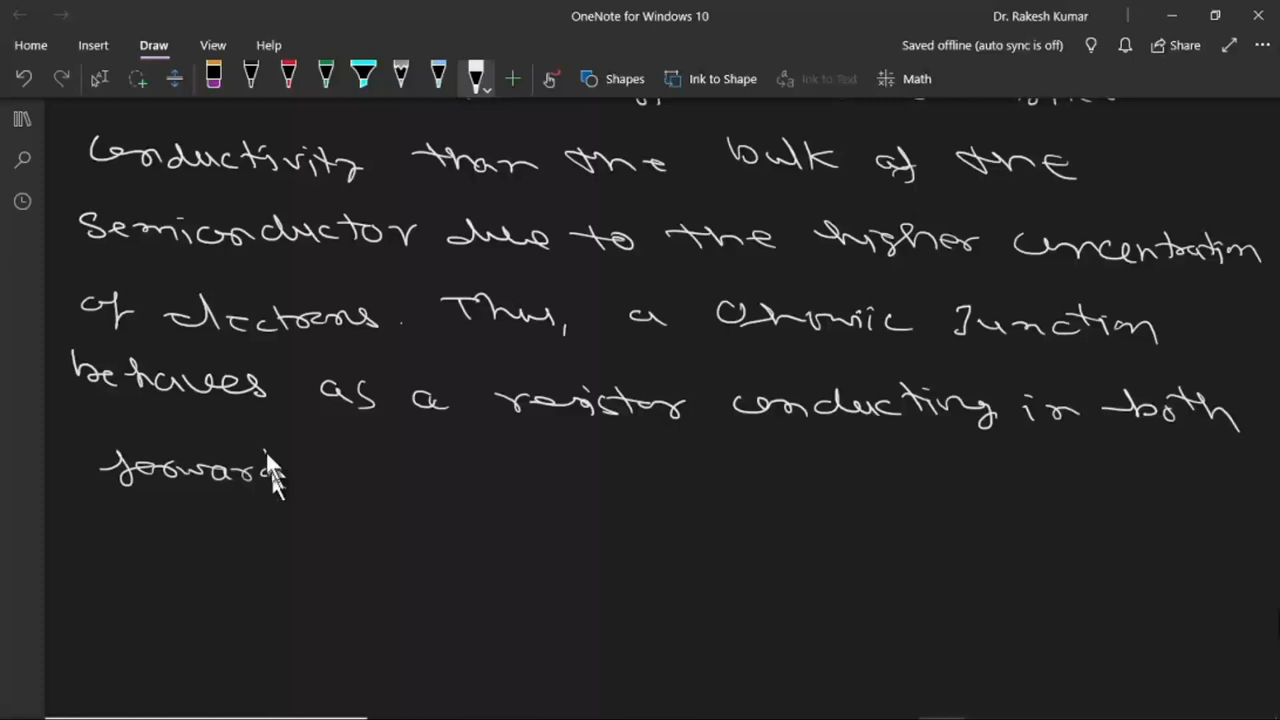 OneNote for Windows 10
Dr. Rakesh Kumar
Home Insert Draw View Help
Saved offline (auto sync is off) Share
Shapes Ink to Shape Ink to Text Math
Conductivity than the bulk of the
Semiconductor due to the higher concentration
of electrons. Thus, a Ohmic Junction
behaves as a resistor conducting in both
forward